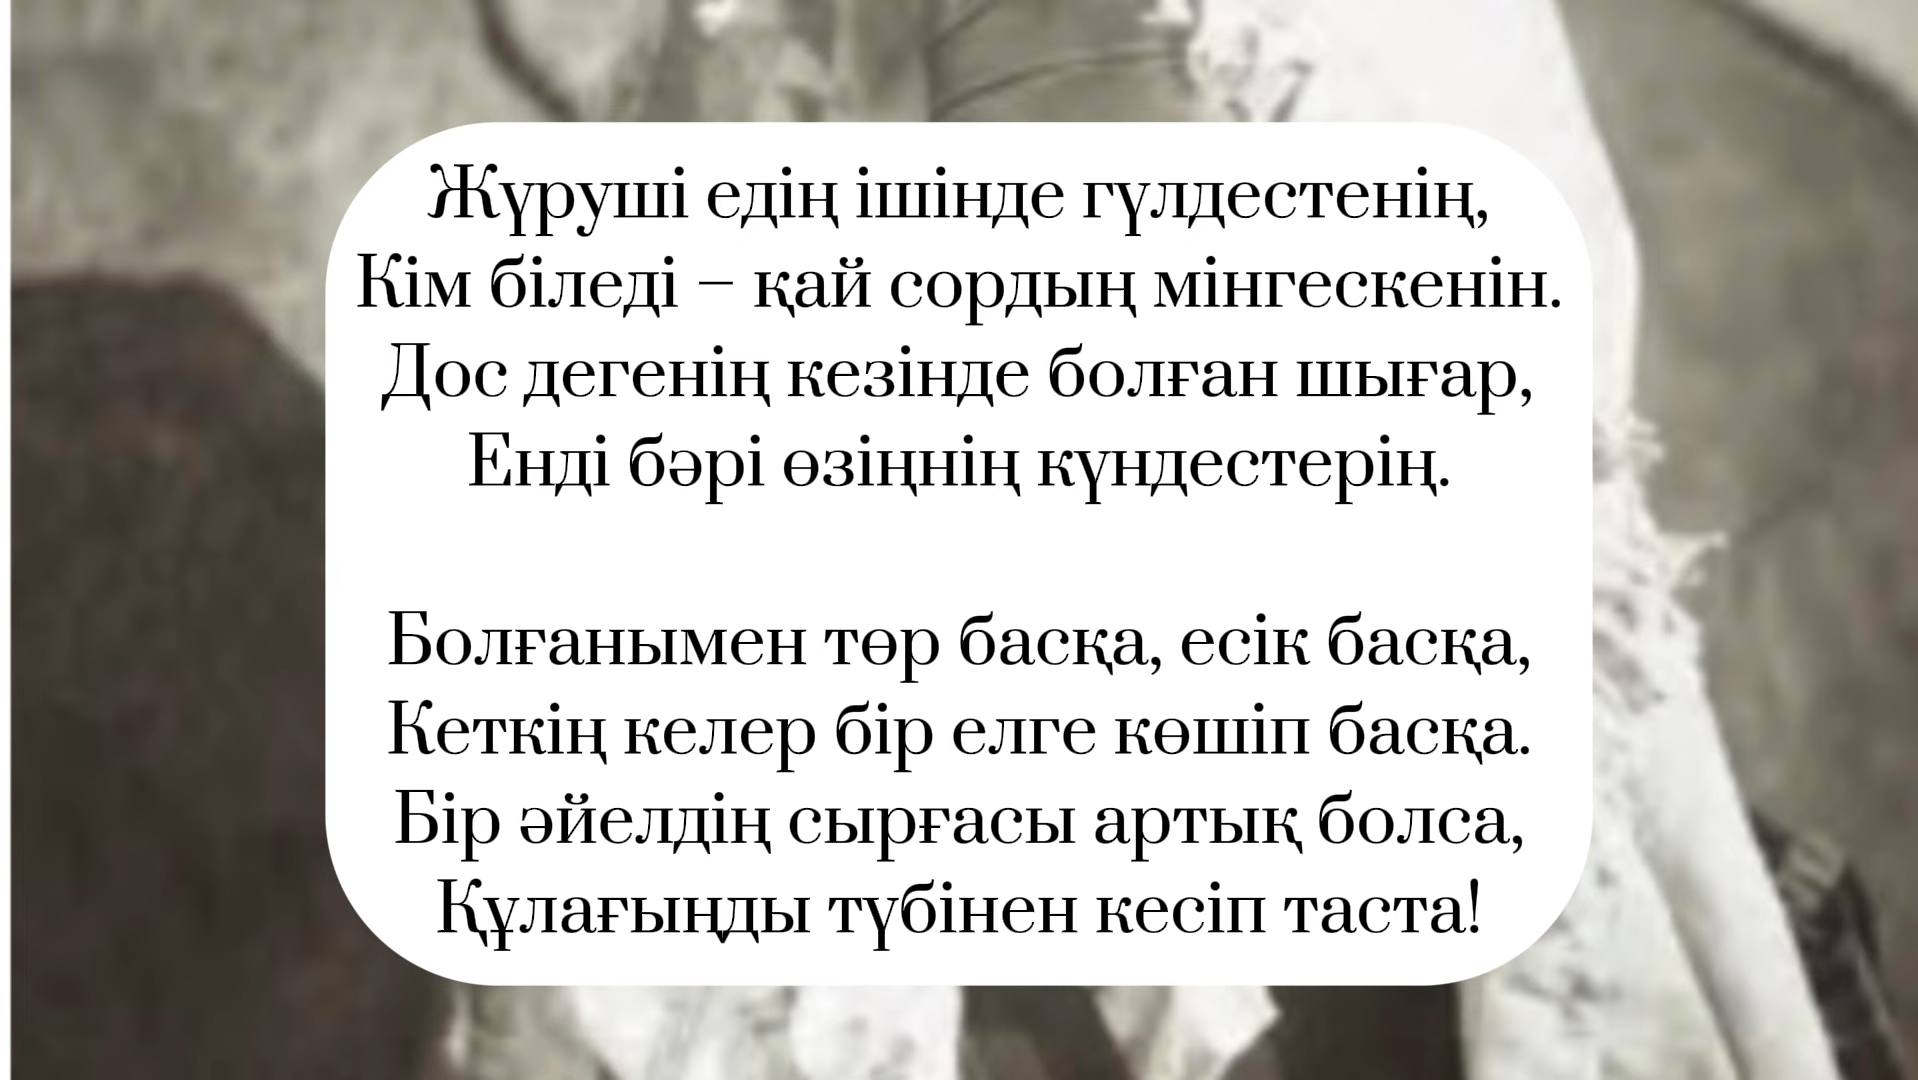 Жүруші едің ішінде гүлдестенің,
Кім біледі – қай сордың мінгескенін.
Дос дегенің кезінде болған шығар,
Енді бәрі өзіңнің күндестерің.
Болғанымен төр басқа, есік басқа,
Кеткің келер бір елге көшіп басқа.
Бір әйелдің сырғасы артық болса,
Құлағыңды түбінен кесіп таста!